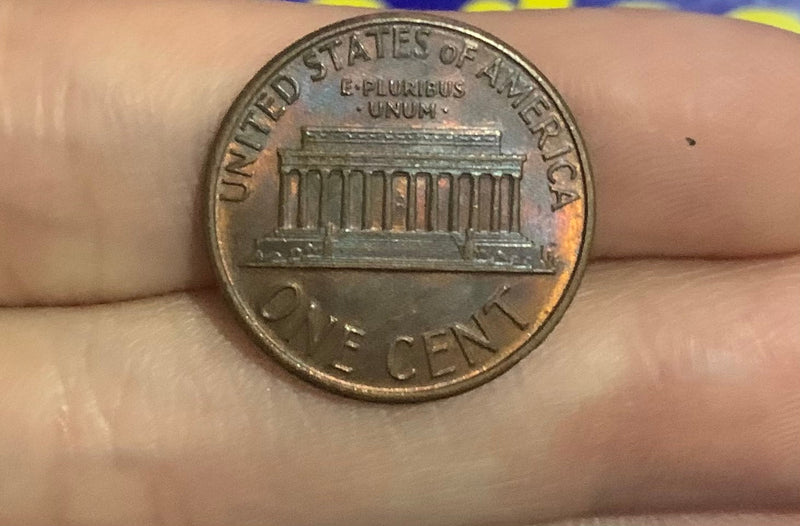 UNITED STATES OF AMERICA
E·PLURIBUS
·UNUM·
ONE CENT